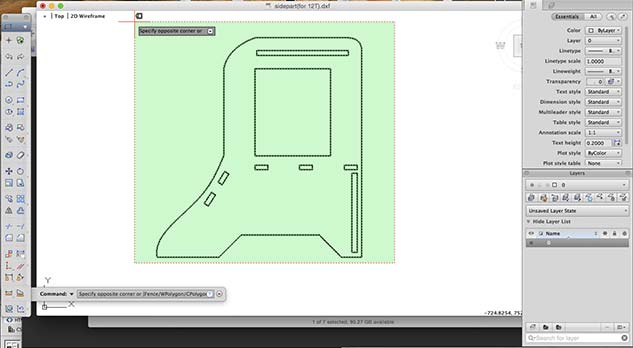 sidepart(for 12T).dxf
Top | 2D Wireframe
Specify opposite corner or
W
Y
X
Command: Specify opposite corner or [Fence/WPolygon/CPolygon
-724.8254, 752
1 of 7 selected, 90.27 GB available
Essentials All
Color ByLayer
Layer 0
Linetype B...
Linetype scale 1.0000
Lineweight B...
Transparency 0
Text style Standard
Dimension style Standard
Multileader style Standard
Table style Standard
Annotation scale 1:1
Text height 0.2000
Plot style ByColor
Plot style table None
Layers
0
Unsaved Layer State
Hide Layer List
Name
0
Search for layer